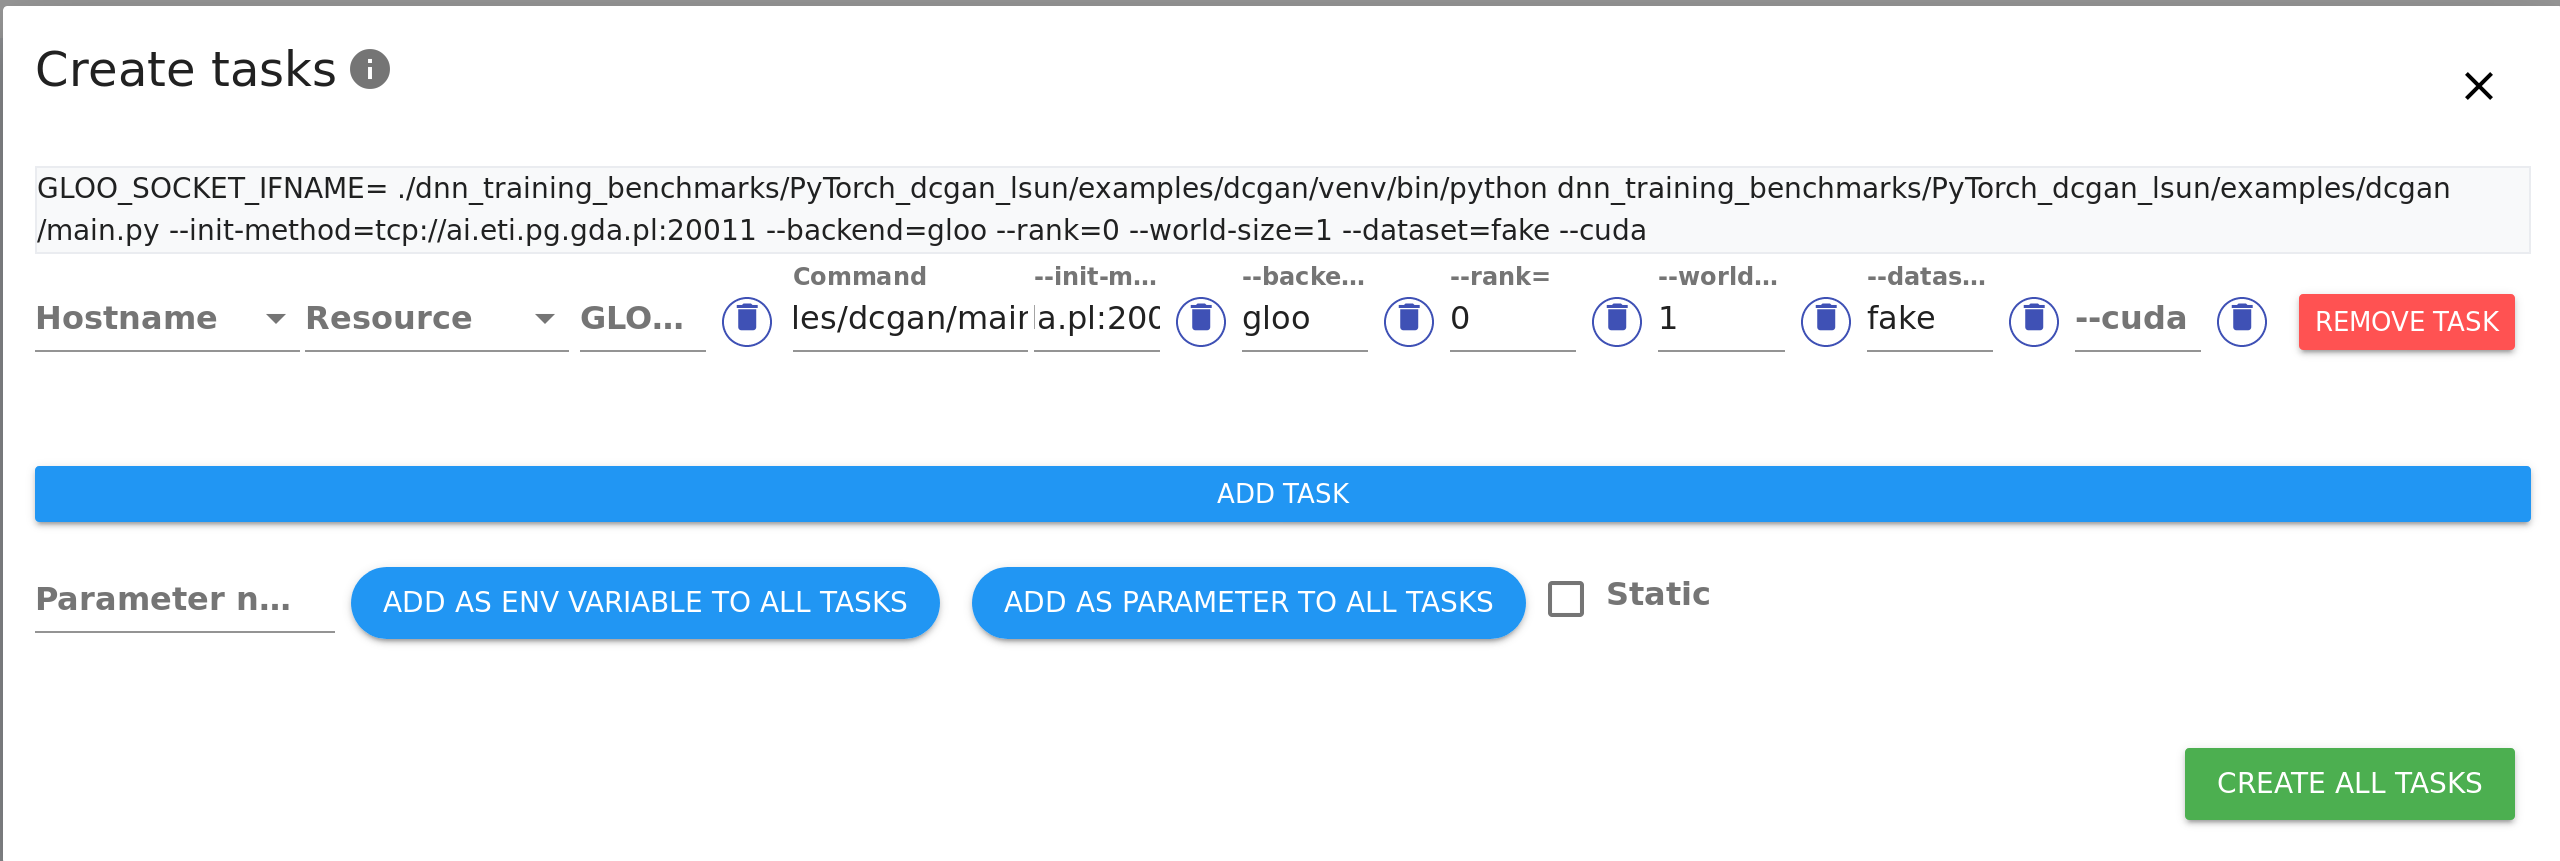 Create tasks
GLOO_SOCKET_IFNAME= ./dnn_training_benchmarks/PyTorch_dcgan_lsun/examples/dcgan/venv/bin/python dnn_training_benchmarks/PyTorch_dcgan_lsun/examples/dcgan
/main.py --init-method=tcp://ai.eti.pg.gda.pl:20011 --backend=gloo --rank=0 --world-size=1 --dataset=fake --cuda
Command --init-m... --backe... --rank= --world... --datas...
Hostname Resource GLO... les/dcgan/main a.pl:200 gloo 0 1 fake --cuda REMOVE TASK
ADD TASK
Parameter n... ADD AS ENV VARIABLE TO ALL TASKS ADD AS PARAMETER TO ALL TASKS Static
CREATE ALL TASKS